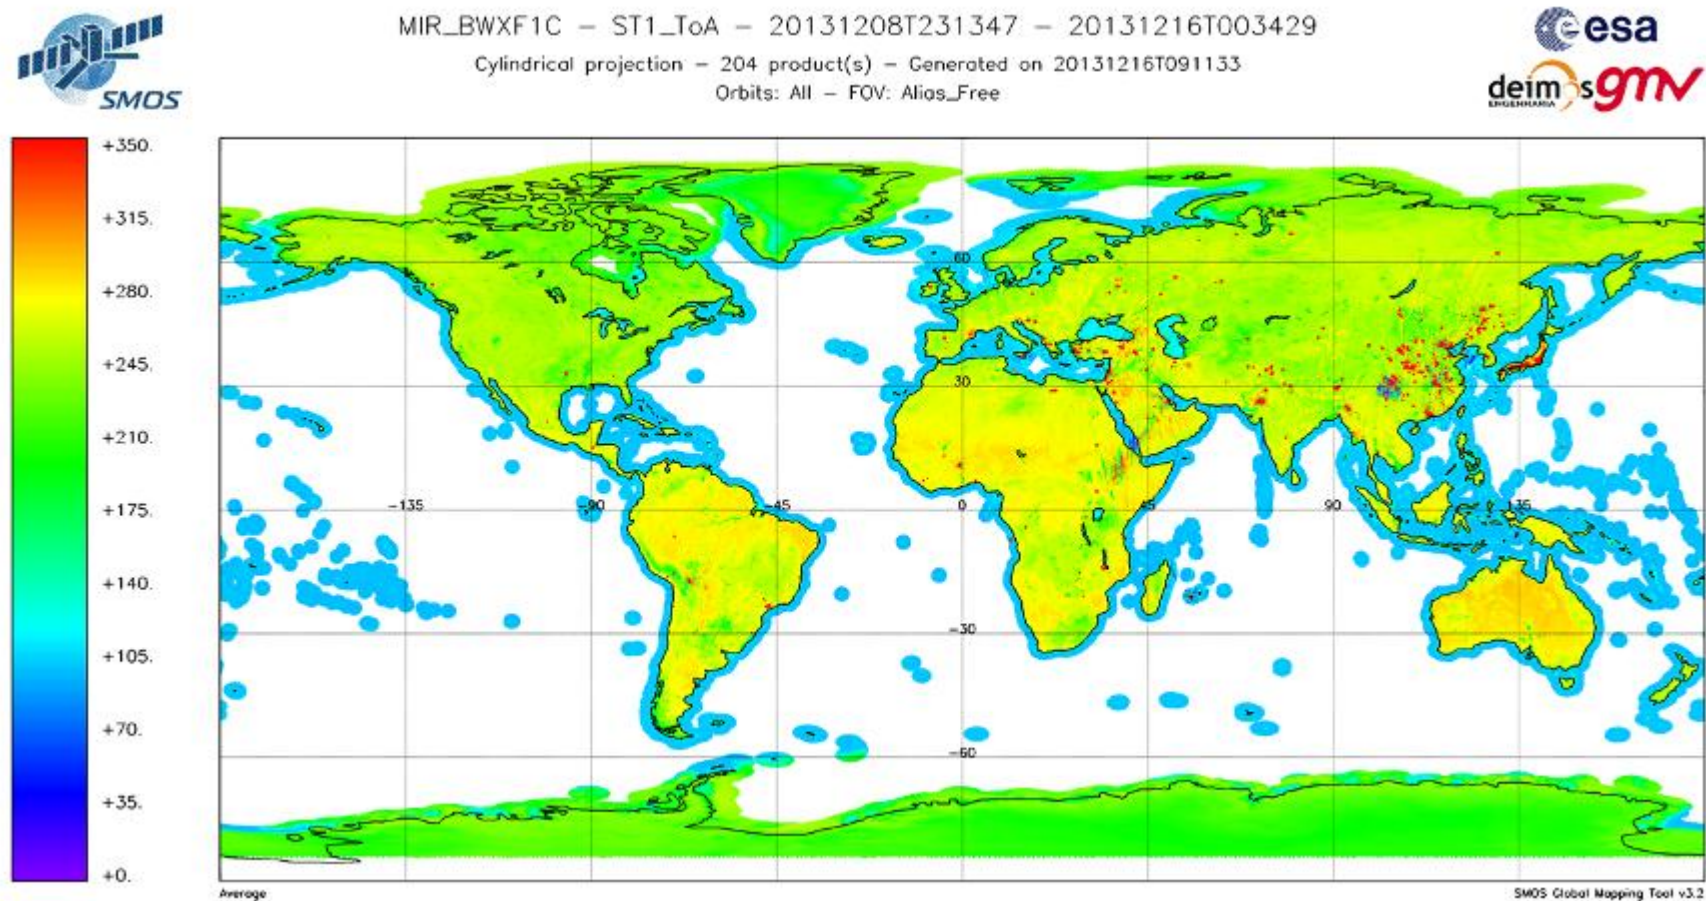 SMOS
MIR_BWXF1C - ST1_ToA - 20131208T231347 - 20131216T003429
Cylindrical projection - 204 product(s) - Generated on 20131216T091133
Orbits: All - FOV: Alias_Free
esa
deimos
ENGENHARIA
gmv
+350.
+315.
+280.
+245.
+210.
+175.
+140.
+105.
+70.
+35.
+0.
60
30
-135
-90
-45
0
45
90
135
-30
-60
Average
SMOS Global Mapping Tool v3.2